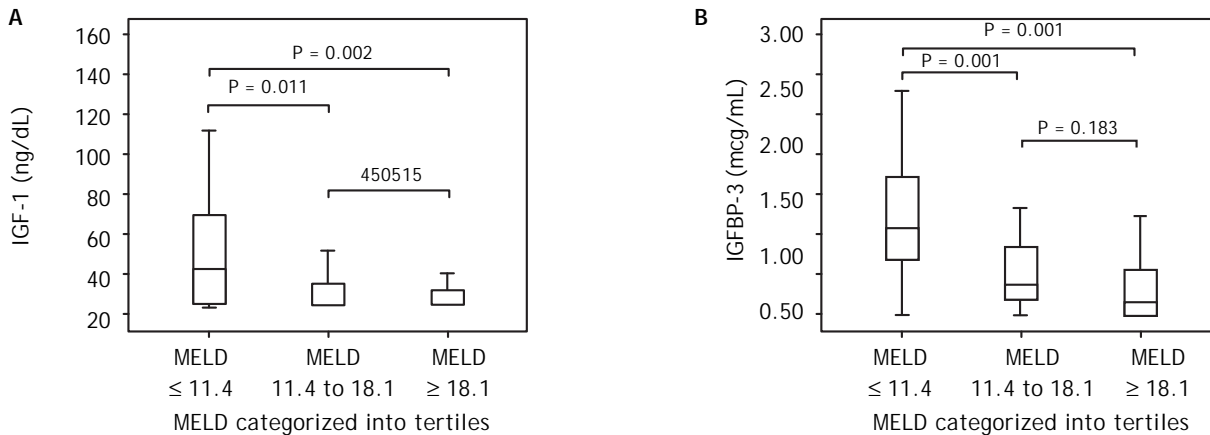 A
IGF-1 (ng/dL)
160
140
120
100
80
60
40
20
P = 0.002
P = 0.011
450515
MELD
≤ 11.4
MELD
11.4 to 18.1
MELD
≥ 18.1
MELD categorized into tertiles
B
IGFBP-3 (mcg/mL)
3.00
2.50
2.00
1.50
1.00
0.50
P = 0.001
P = 0.001
P = 0.183
MELD
≤ 11.4
MELD
11.4 to 18.1
MELD
≥ 18.1
MELD categorized into tertiles